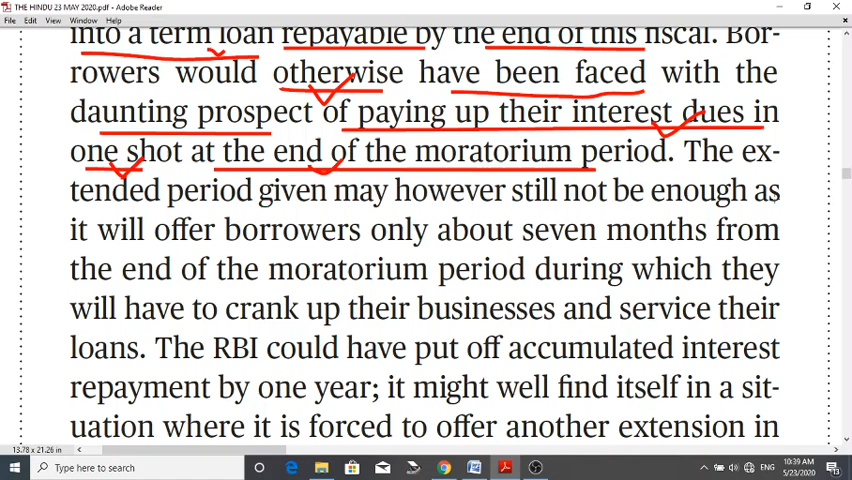 THE HINDU 23 MAY 2020.pdf - Adobe Reader
File Edit View Window Help
into a term loan repayable by the end of this fiscal. Bor-
rowers would otherwise have been faced with the
daunting prospect of paying up their interest dues in
one shot at the end of the moratorium period. The ex-
tended period given may however still not be enough as
it will offer borrowers only about seven months from
the end of the moratorium period during which they
will have to crank up their businesses and service their
loans. The RBI could have put off accumulated interest
repayment by one year; it might well find itself in a sit-
uation where it is forced to offer another extension in
13.78 x 21.26 in
Type here to search
ENG
10:39 AM
5/23/2020
13